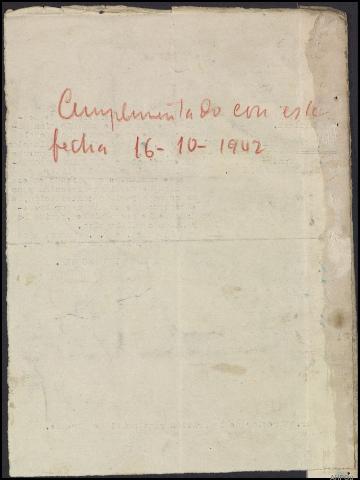 Cumplimentado con esta
fecha 16-10-1942